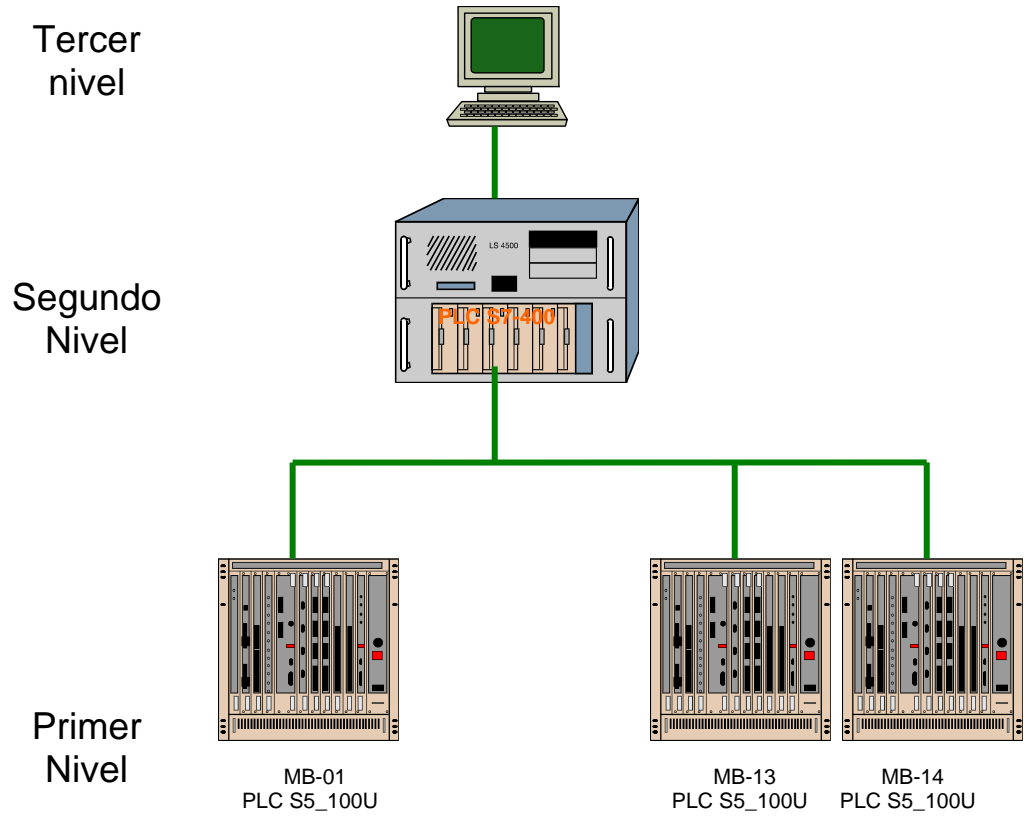 Tercer
nivel
LS 4500
PLC S7-400
Segundo
Nivel
Primer
Nivel
MB-01
PLC S5_100U
MB-13
PLC S5_100U
MB-14
PLC S5_100U